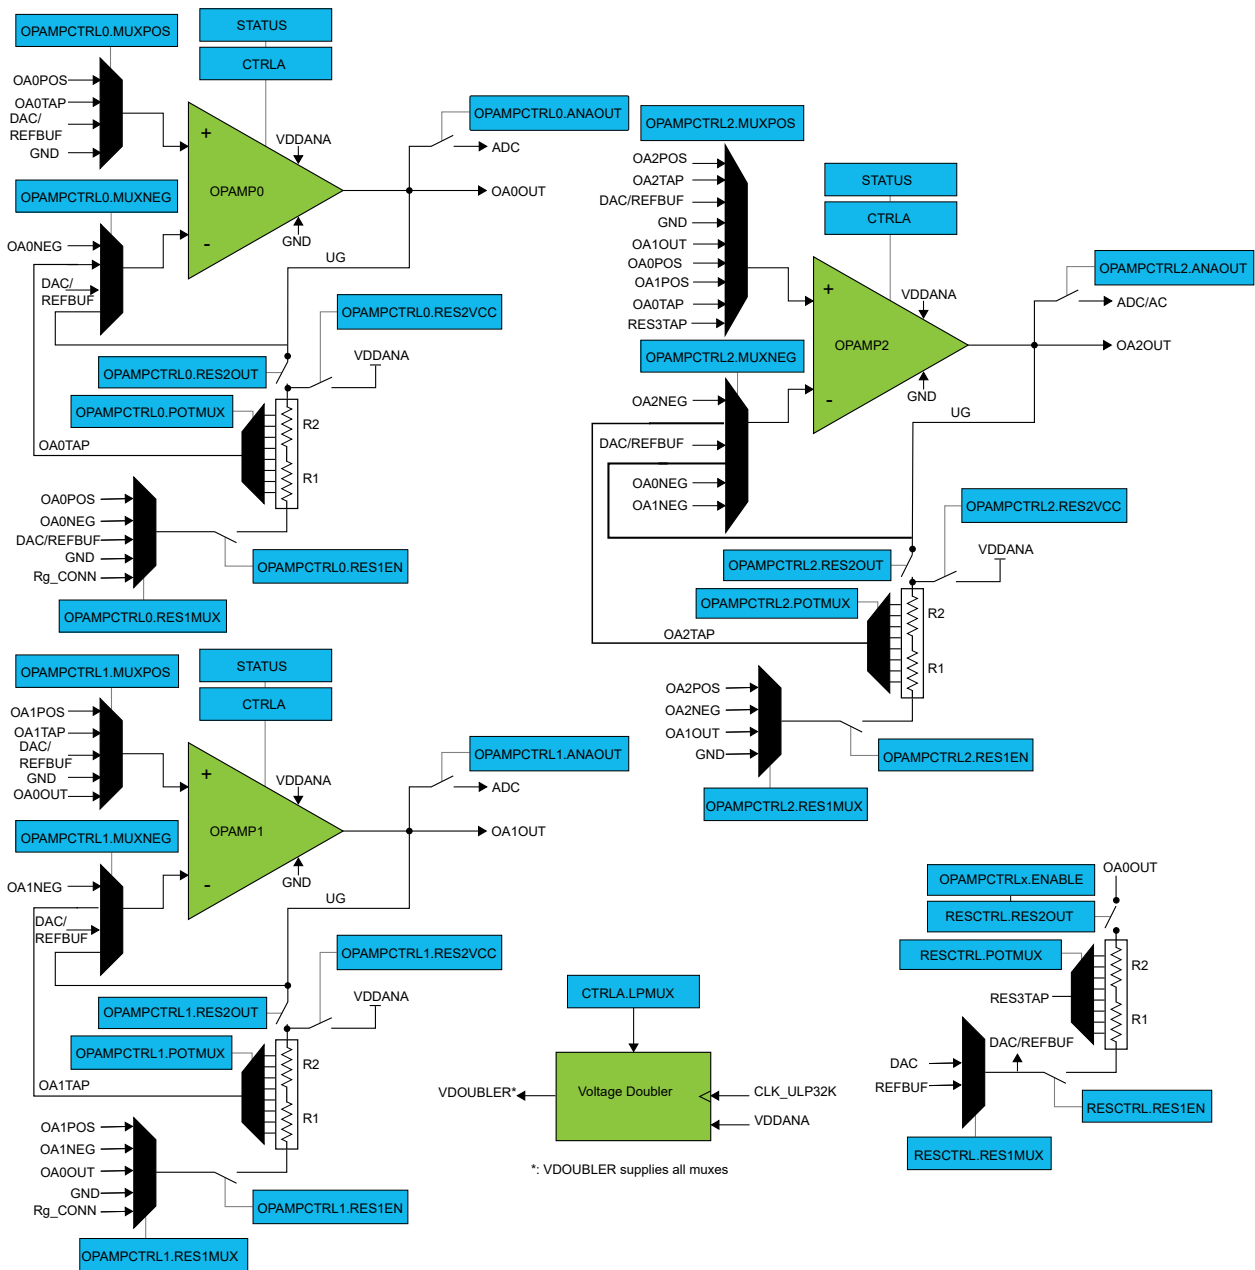 OPAMPCTRL0.MUXPOS
STATUS
CTRLA
OA0POS
OA0TAP
DAC/
REFBUF
GND
+
-
OPAMP0
VDDANA
GND
OPAMPCTRL0.ANAOUT
ADC
OA0OUT
OPAMPCTRL0.MUXNEG
OA0NEG
DAC/
REFBUF
UG
OPAMPCTRL0.RES2VCC
VDDANA
OPAMPCTRL0.RES2OUT
OPAMPCTRL0.POTMUX
R2
R1
OA0TAP
OA0POS
OA0NEG
DAC/REFBUF
GND
Rg_CONN
OPAMPCTRL0.RES1EN
OPAMPCTRL0.RES1MUX
OPAMPCTRL2.MUXPOS
OA2POS
OA2TAP
DAC/REFBUF
GND
OA1OUT
OA0POS
OA1POS
OA0TAP
RES3TAP
STATUS
CTRLA
+
-
OPAMP2
VDDANA
GND
OPAMPCTRL2.ANAOUT
ADC/AC
OA2OUT
OPAMPCTRL2.MUXNEG
OA2NEG
DAC/REFBUF
OA0NEG
OA1NEG
UG
OPAMPCTRL2.RES2VCC
VDDANA
OPAMPCTRL2.RES2OUT
OPAMPCTRL2.POTMUX
R2
R1
OA2TAP
OA2POS
OA2NEG
OA1OUT
GND
OPAMPCTRL2.RES1EN
OPAMPCTRL2.RES1MUX
OPAMPCTRL1.MUXPOS
STATUS
CTRLA
OA1POS
OA1TAP
DAC/
REFBUF
GND
OA0OUT
+
-
OPAMP1
VDDANA
GND
OPAMPCTRL1.ANAOUT
ADC
OA1OUT
OPAMPCTRL1.MUXNEG
OA1NEG
DAC/
REFBUF
UG
OPAMPCTRL1.RES2VCC
VDDANA
OPAMPCTRL1.RES2OUT
OPAMPCTRL1.POTMUX
R2
R1
OA1TAP
OA1POS
OA1NEG
OA0OUT
GND
Rg_CONN
OPAMPCTRL1.RES1EN
OPAMPCTRL1.RES1MUX
CTRLA.LPMUX
Voltage Doubler
VDOUBLER*
CLK_ULP32K
VDDANA
*: VDOUBLER supplies all muxes
OA0OUT
OPAMPCTRLx.ENABLE
RESCTRL.RES2OUT
RESCTRL.POTMUX
R2
R1
RES3TAP
DAC/REFBUF
DAC
REFBUF
RESCTRL.RES1EN
RESCTRL.RES1MUX